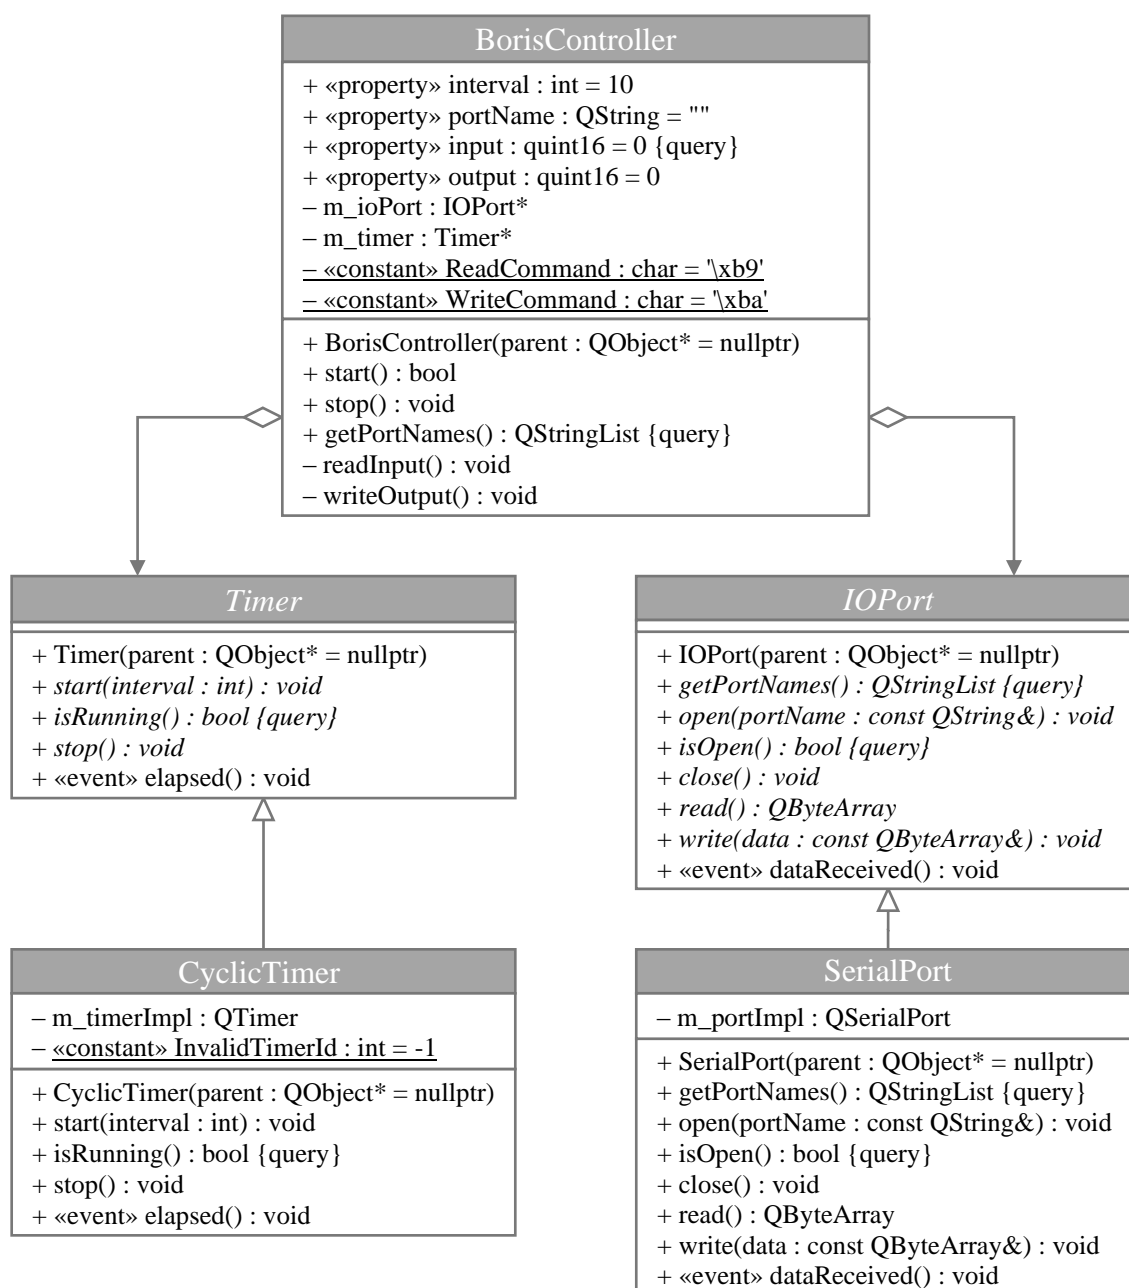 BorisController
+ «property» interval : int = 10
+ «property» portName : QString = ""
+ «property» input : quint16 = 0 {query}
+ «property» output : quint16 = 0
– m_ioPort : IOPort*
– m_timer : Timer*
– «constant» ReadCommand : char = '\xb9'
– «constant» WriteCommand : char = '\xba'
+ BorisController(parent : QObject* = nullptr)
+ start() : bool
+ stop() : void
+ getPortNames() : QStringList {query}
– readInput() : void
– writeOutput() : void
Timer
+ Timer(parent : QObject* = nullptr)
+ start(interval : int) : void
+ isRunning() : bool {query}
+ stop() : void
+ «event» elapsed() : void
IOPort
+ IOPort(parent : QObject* = nullptr)
+ getPortNames() : QStringList {query}
+ open(portName : const QString&) : void
+ isOpen() : bool {query}
+ close() : void
+ read() : QByteArray
+ write(data : const QByteArray&) : void
+ «event» dataReceived() : void
CyclicTimer
– m_timerImpl : QTimer
– «constant» InvalidTimerId : int = -1
+ CyclicTimer(parent : QObject* = nullptr)
+ start(interval : int) : void
+ isRunning() : bool {query}
+ stop() : void
+ «event» elapsed() : void
SerialPort
– m_portImpl : QSerialPort
+ SerialPort(parent : QObject* = nullptr)
+ getPortNames() : QStringList {query}
+ open(portName : const QString&) : void
+ isOpen() : bool {query}
+ close() : void
+ read() : QByteArray
+ write(data : const QByteArray&) : void
+ «event» dataReceived() : void